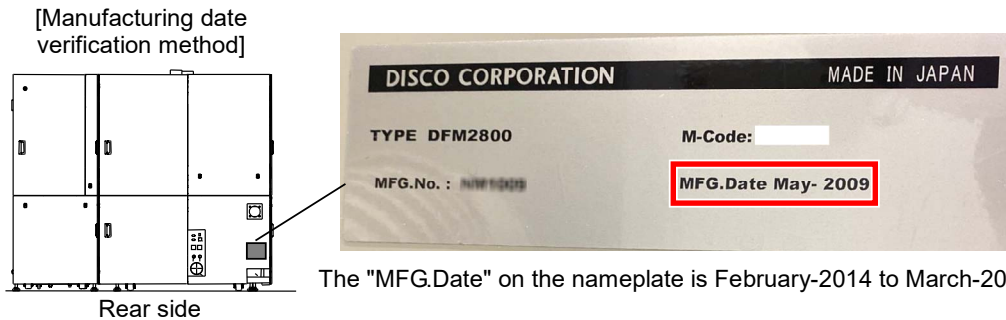 [Manufacturing date
verification method]
DISCO CORPORATION MADE IN JAPAN
TYPE DFM2800 M-Code:
MFG.No. :
MFG.Date May- 2009
The "MFG.Date" on the nameplate is February-2014 to March-20
Rear side